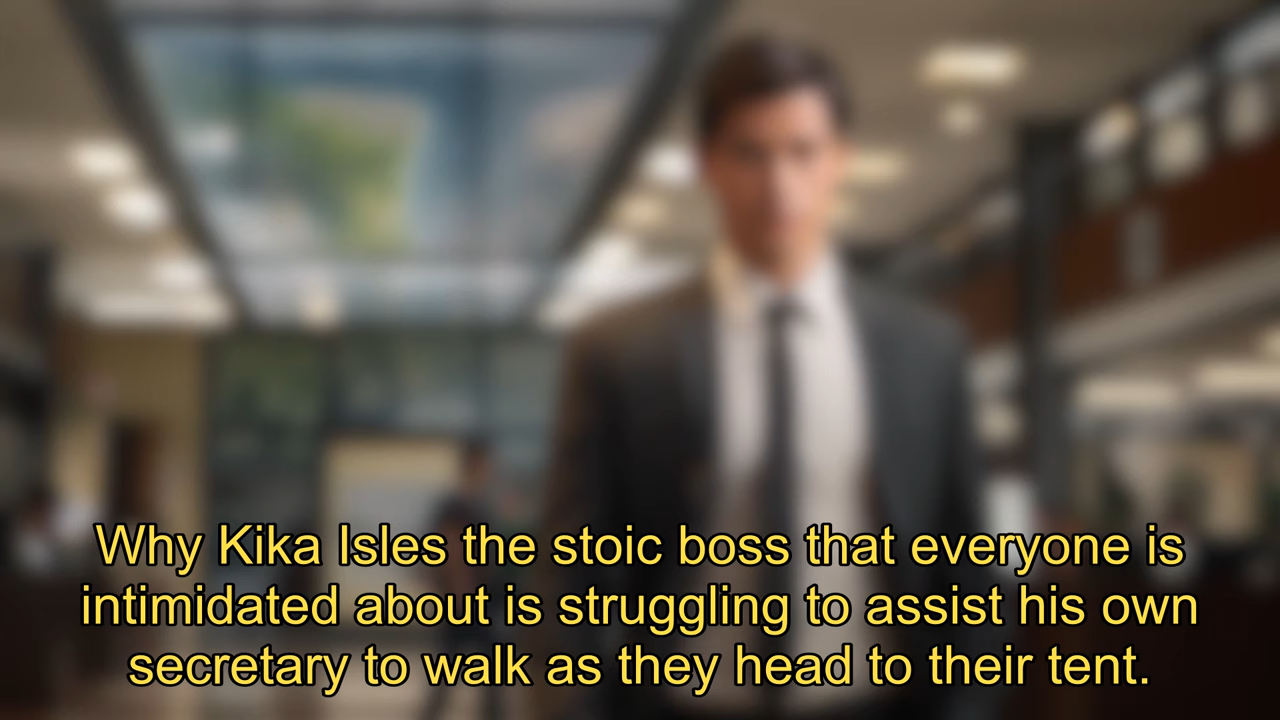 Why Kika Isles the stoic boss that everyone is
intimidated about is struggling to assist his own
secretary to walk as they head to their tent.